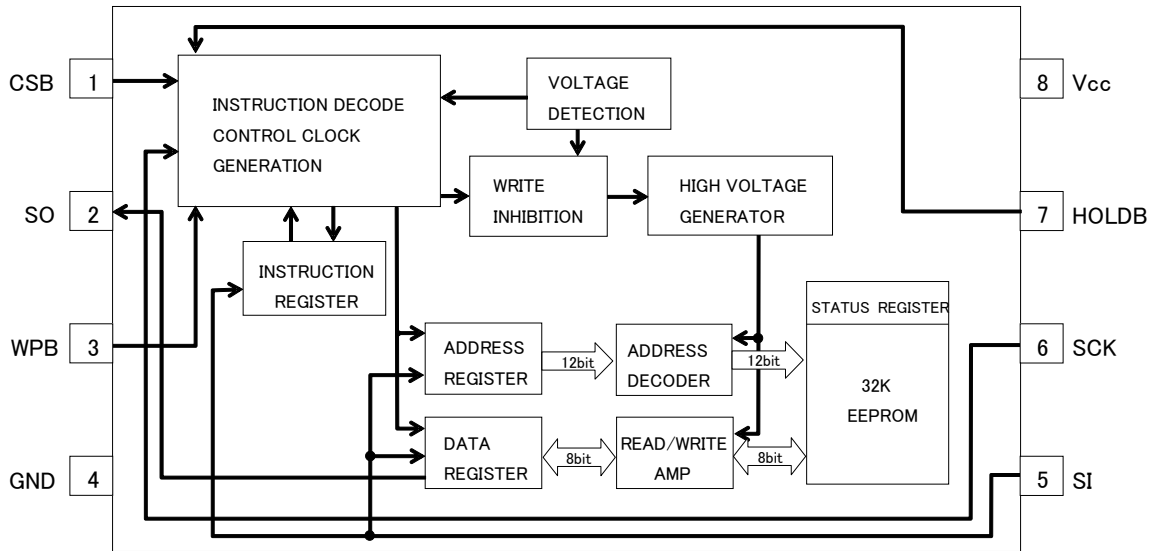 CSB
1
INSTRUCTION DECODE
CONTROL CLOCK
GENERATION
VOLTAGE
DETECTION
8
Vcc
SO
2
WRITE
INHIBITION
HIGH VOLTAGE
GENERATOR
7
HOLDB
INSTRUCTION
REGISTER
STATUS REGISTER
WPB
3
ADDRESS
REGISTER
12bit
ADDRESS
DECODER
12bit
32K
EEPROM
6
SCK
GND
4
DATA
REGISTER
8bit
READ/WRITE
AMP
8bit
5
SI